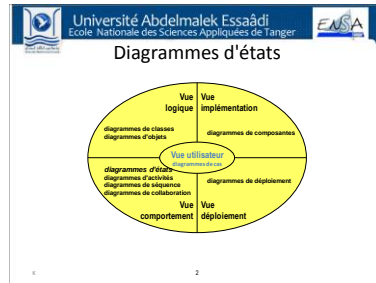 Université Abdelmalek Essaâdi
Ecole Nationale des Sciences Appliquées de Tanger
ENSA
Diagrammes d'états
Vue logique
Vue implémentation
diagrammes de classes
diagrammes d'objets
diagrammes de composantes
Vue utilisateur
diagrammes de cas
diagrammes d'états
diagrammes d'activités
diagrammes de séquence
diagrammes de collaboration
diagrammes de déploiement
Vue comportement
Vue déploiement
K
2